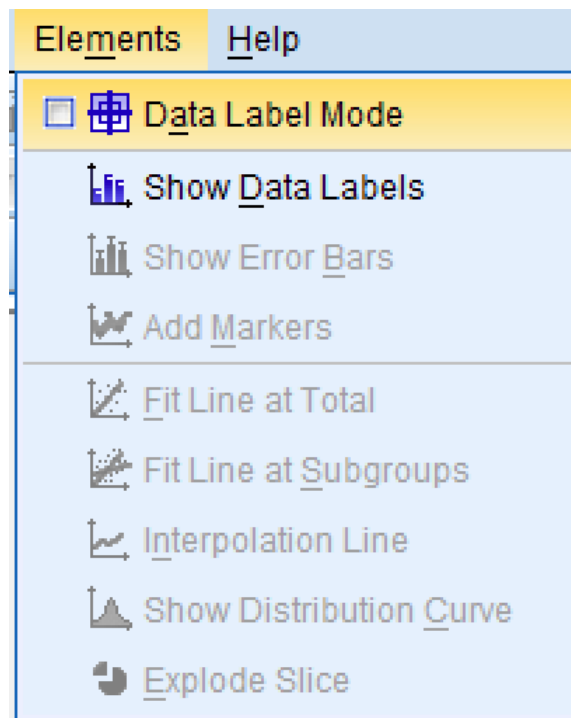 Elements Help
Data Label Mode
Show Data Labels
Show Error Bars
Add Markers
Fit Line at Total
Fit Line at Subgroups
Interpolation Line
Show Distribution Curve
Explode Slice